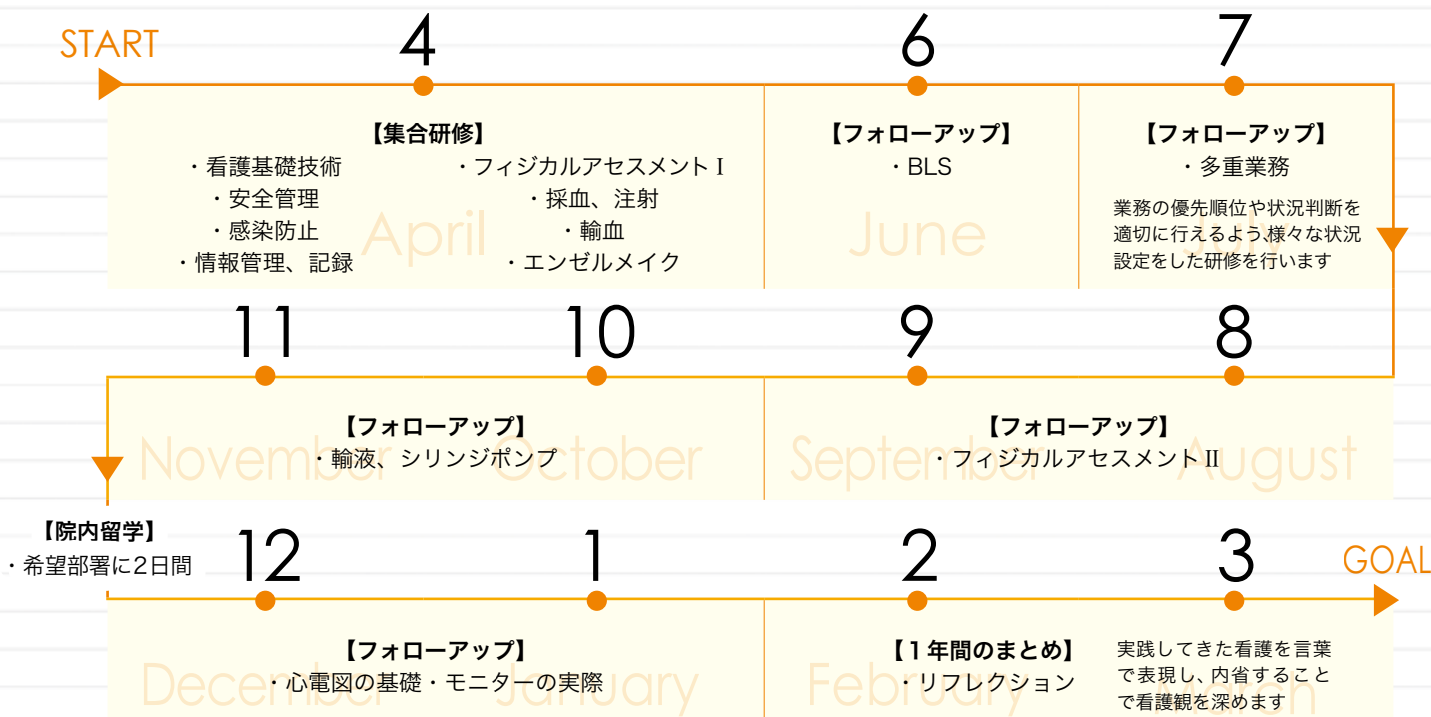 START
4
【集合研修】
・看護基礎技術
・安全管理
・感染防止
・情報管理、記録
・フィジカルアセスメント I
・採血、注射
・輸血
・エンゼルメイク
April
6
【フォローアップ】
・BLS
June
7
【フォローアップ】
・多重業務
業務の優先順位や状況判断を
適切に行えるよう、様々な状況
設定をした研修を行います
July
8
9
【フォローアップ】
・フィジカルアセスメント II
September
August
10
11
【フォローアップ】
・輸液、シリンジポンプ
November
October
【院内留学】
・希望部署に2日間
12
1
【フォローアップ】
・心電図の基礎・モニターの実際
December
January
2
3
【1年間のまとめ】
・リフレクション
実践してきた看護を言葉
で表現し、内省すること
で看護観を深めます
February
March
GOAL